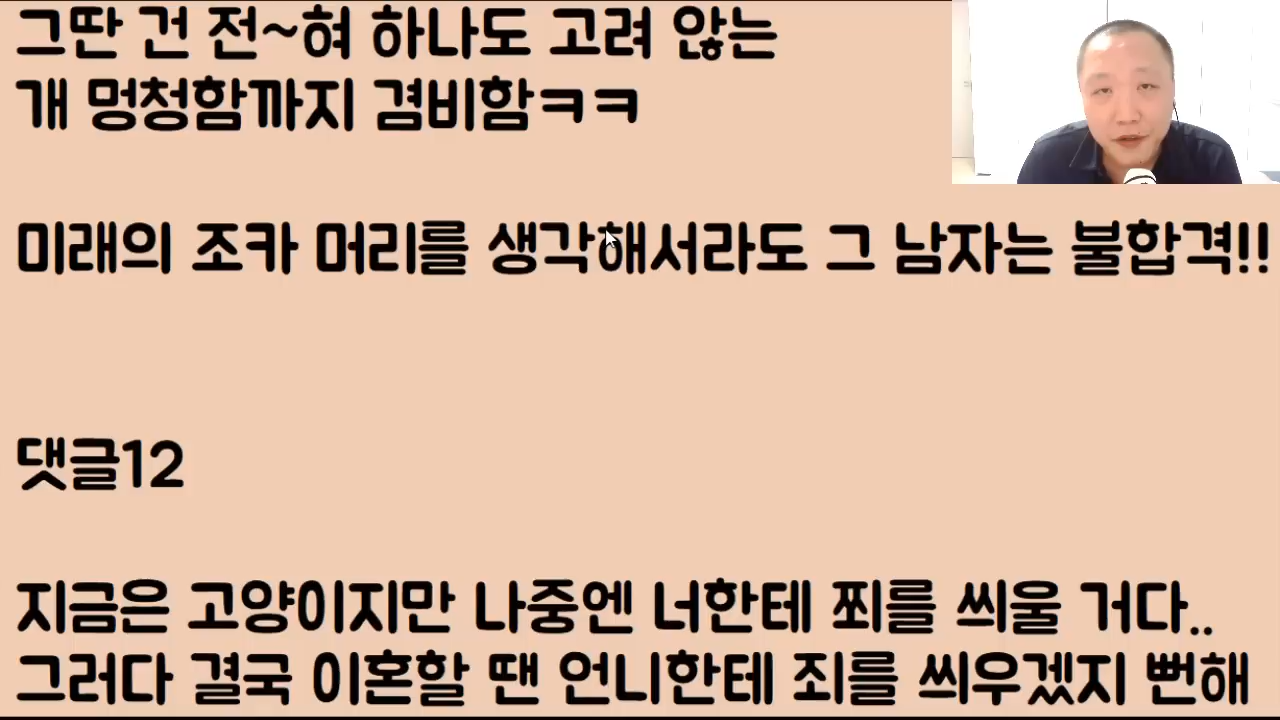 그딴 건 전~혀 하나도 고려 않는
개 멍청함까지 겸비함ㅋㅋ
미래의 조카 머리를 생각해서라도 그 남자는 불합격!!
댓글12
지금은 고양이지만 나중엔 너한테 쬐를 씌울 거다..
그러다 결국 이혼할 땐 언니한테 죄를 씌우겠지 뻔해